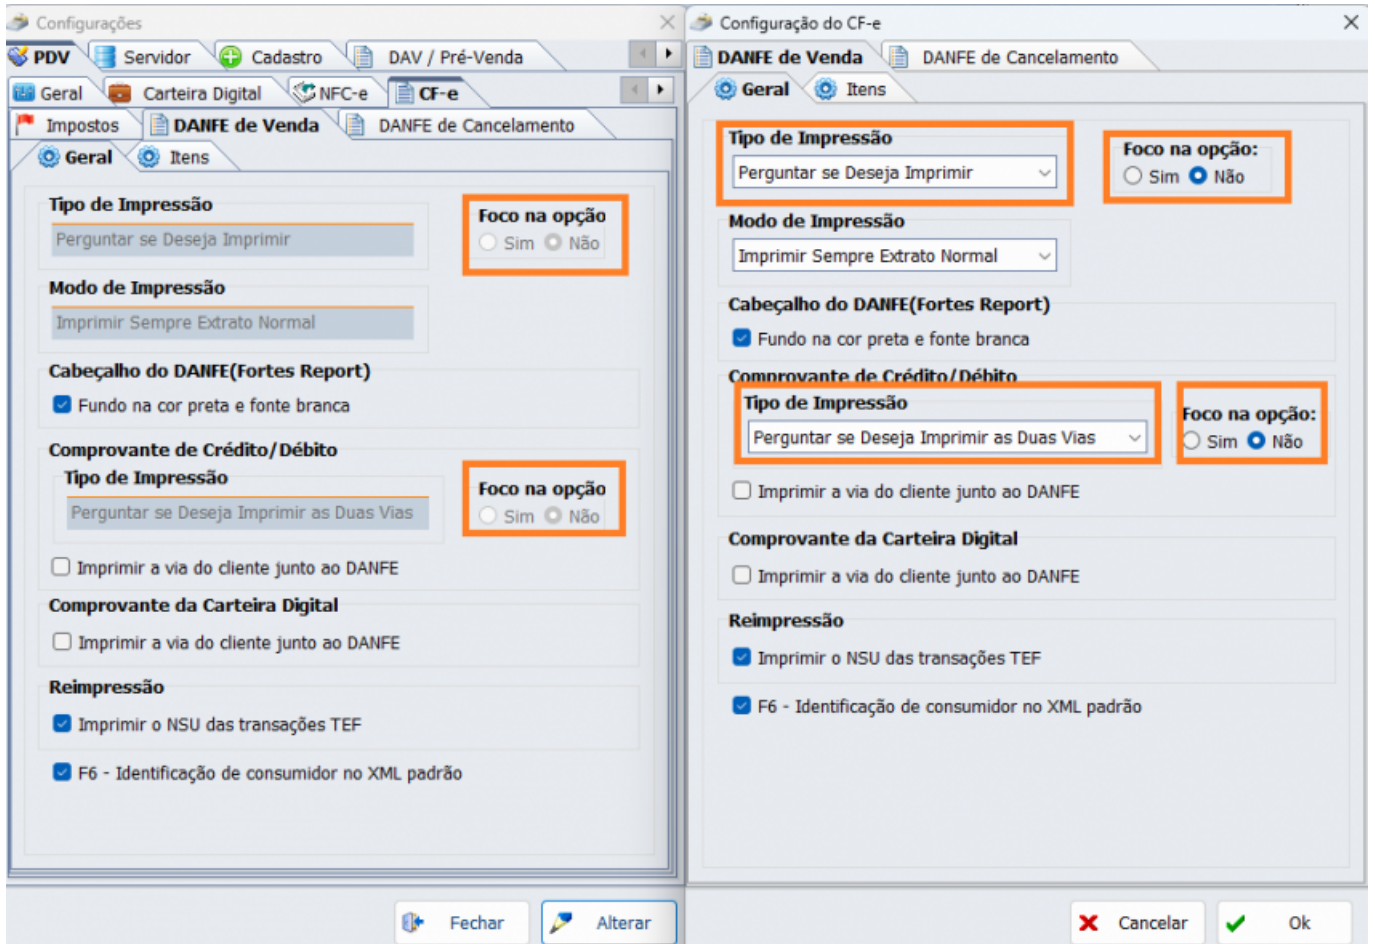 Configurações
PDV Servidor Cadastro DAV / Pré-Venda
Geral Carteira Digital NFC-e CF-e
Impostos DANFE de Venda DANFE de Cancelamento
Geral Itens
Tipo de Impressão
Perguntar se Deseja Imprimir
Foco na opção
Sim Não
Modo de Impressão
Imprimir Sempre Extrato Normal
Cabeçalho do DANFE(Fortes Report)
Fundo na cor preta e fonte branca
Comprovante de Crédito/Débito
Tipo de Impressão
Perguntar se Deseja Imprimir as Duas Vias
Foco na opção
Sim Não
Imprimir a via do cliente junto ao DANFE
Comprovante da Carteira Digital
Imprimir a via do cliente junto ao DANFE
Reimpressão
Imprimir o NSU das transações TEF
F6 - Identificação de consumidor no XML padrão
Fechar Alterar
Configuração do CF-e
DANFE de Venda DANFE de Cancelamento
Geral Itens
Tipo de Impressão
Perguntar se Deseja Imprimir
Foco na opção:
Sim Não
Modo de Impressão
Imprimir Sempre Extrato Normal
Cabeçalho do DANFE(Fortes Report)
Fundo na cor preta e fonte branca
Comprovante de Crédito/Débito
Tipo de Impressão
Perguntar se Deseja Imprimir as Duas Vias
Foco na opção:
Sim Não
Imprimir a via do cliente junto ao DANFE
Comprovante da Carteira Digital
Imprimir a via do cliente junto ao DANFE
Reimpressão
Imprimir o NSU das transações TEF
F6 - Identificação de consumidor no XML padrão
Cancelar Ok